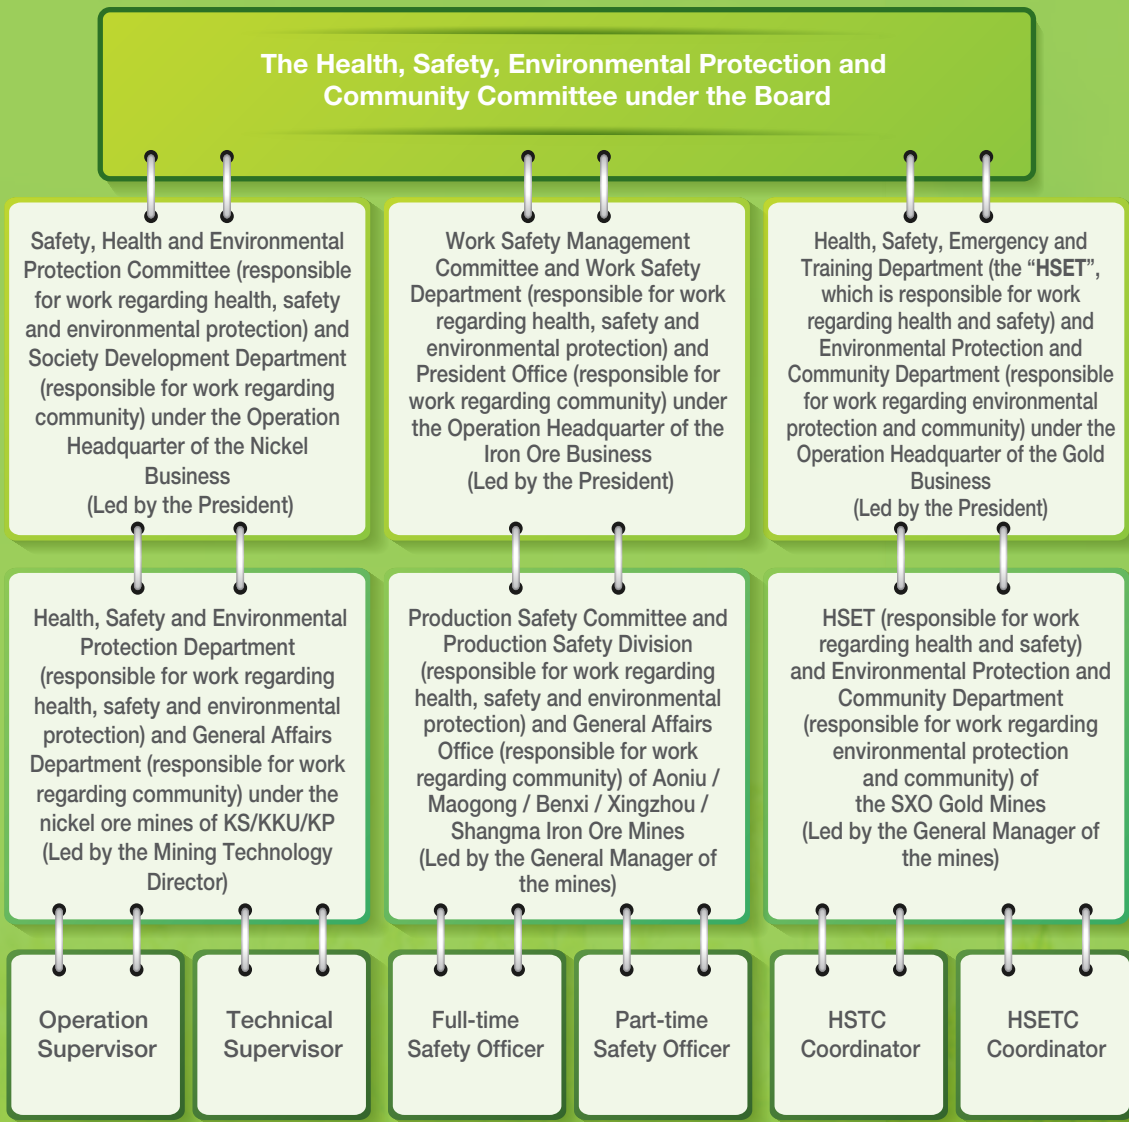 The Health, Safety, Environmental Protection and
Community Committee under the Board
Safety, Health and Environmental
Protection Committee (responsible
for work regarding health, safety
and environmental protection) and
Society Development Department
(responsible for work regarding
community) under the Operation
Headquarter of the Nickel
Business
(Led by the President)
Work Safety Management
Committee and Work Safety
Department (responsible for work
regarding health, safety and
environmental protection) and
President Office (responsible for
work regarding community) under
the Operation Headquarter of the
Iron Ore Business
(Led by the President)
Health, Safety, Emergency and
Training Department (the “HSET”,
which is responsible for work
regarding health and safety) and
Environmental Protection and
Community Department (responsible
for work regarding environmental
protection and community) under the
Operation Headquarter of the Gold
Business
(Led by the President)
Health, Safety and Environmental
Protection Department
(responsible for work regarding
health, safety and environmental
protection) and General Affairs
Department (responsible for work
regarding community) under the
nickel ore mines of KS/KKU/KP
(Led by the Mining Technology
Director)
Production Safety Committee and
Production Safety Division
(responsible for work regarding
health, safety and environmental
protection) and General Affairs
Office (responsible for work
regarding community) of Aoniu /
Maogong / Benxi / Xingzhou /
Shangma Iron Ore Mines
(Led by the General Manager of
the mines)
HSET (responsible for work
regarding health and safety)
and Environmental Protection and
Community Department
(responsible for work regarding
environmental protection
and community) of
the SXO Gold Mines
(Led by the General Manager of
the mines)
Operation
Supervisor
Technical
Supervisor
Full-time
Safety Officer
Part-time
Safety Officer
HSTC
Coordinator
HSETC
Coordinator